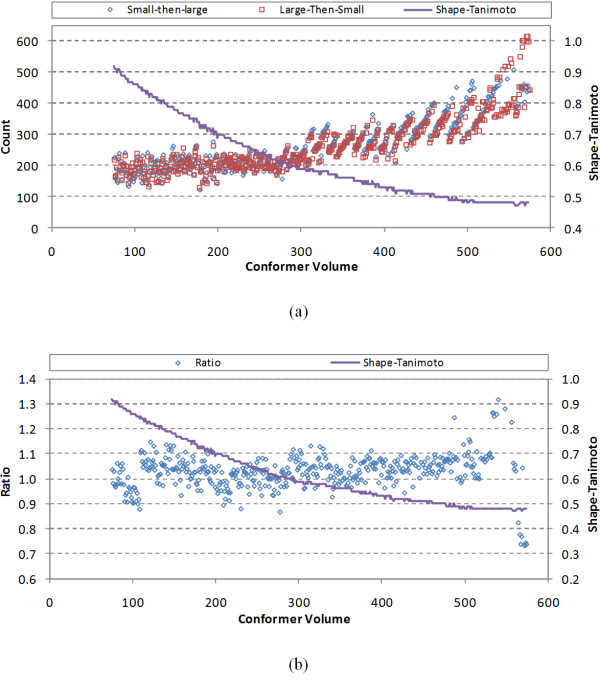 Small-then-large Large-Then-Small Shape-Tanimoto
600 1.0
500 0.9
400 0.8
300 0.7
200 0.6
100 0.5
0 0.4
Count
Shape-Tanimoto
0 100 200 300 400 500 600
Conformer Volume
(a)
Ratio Shape-Tanimoto
1.4 1.0
1.3 0.9
1.2 0.8
1.1 0.7
1.0 0.6
0.9 0.5
0.8 0.4
0.7 0.3
0.6 0.2
Ratio
Shape-Tanimoto
0 100 200 300 400 500 600
Conformer Volume
(b)